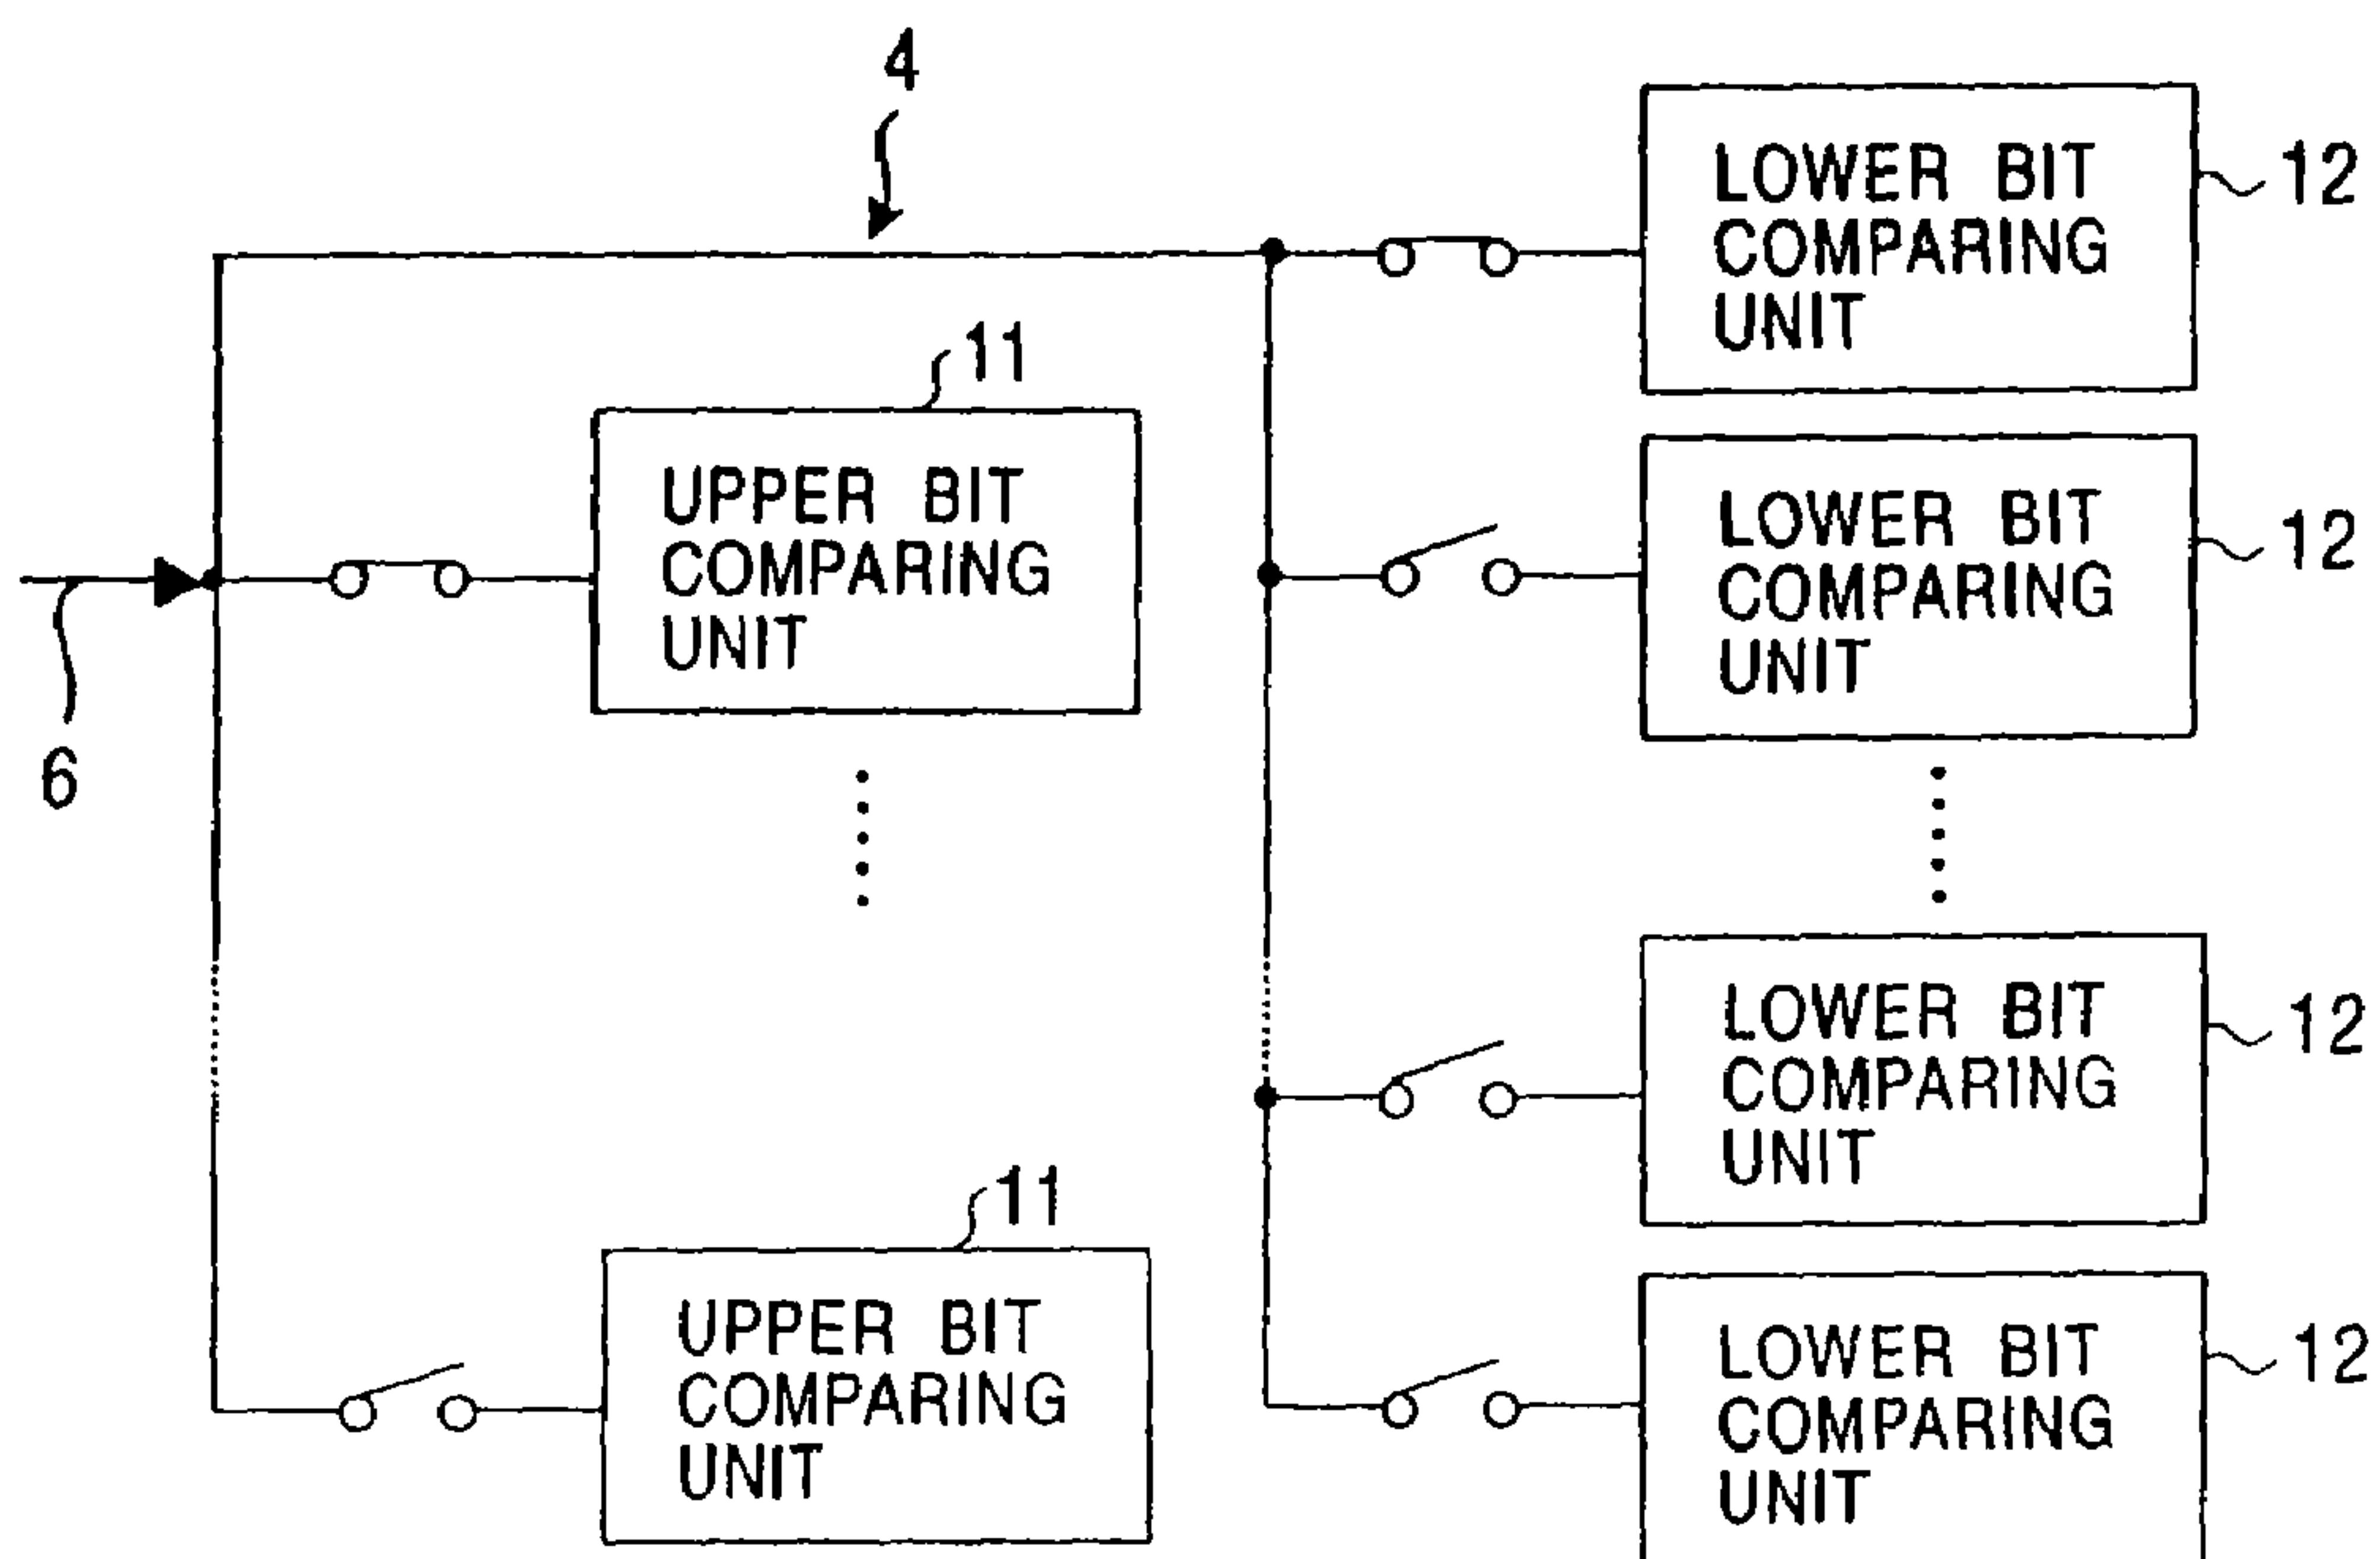 4
LOWER BIT
COMPARING
UNIT
12
11
UPPER BIT
COMPARING
UNIT
LOWER BIT
COMPARING
UNIT
12
6
LOWER BIT
COMPARING
UNIT
12
11
UPPER BIT
COMPARING
UNIT
LOWER BIT
COMPARING
UNIT
12